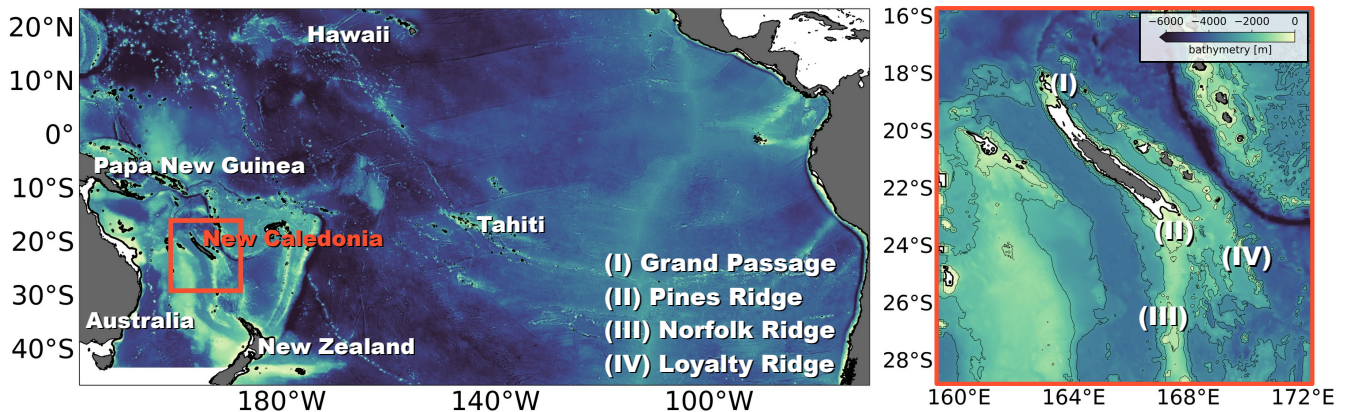 20°N
10°N
0°
10°S
20°S
30°S
40°S
Hawaii
Papa New Guinea
Tahiti
New Caledonia
Australia
New Zealand
(I) Grand Passage
(II) Pines Ridge
(III) Norfolk Ridge
(IV) Loyalty Ridge
180°W
140°W
100°W
16°S
18°S
20°S
22°S
24°S
26°S
28°S
−6000 −4000 −2000 0
bathymetry [m]
(I)
(II)
(IV)
(III)
160°E
164°E
168°E
172°E